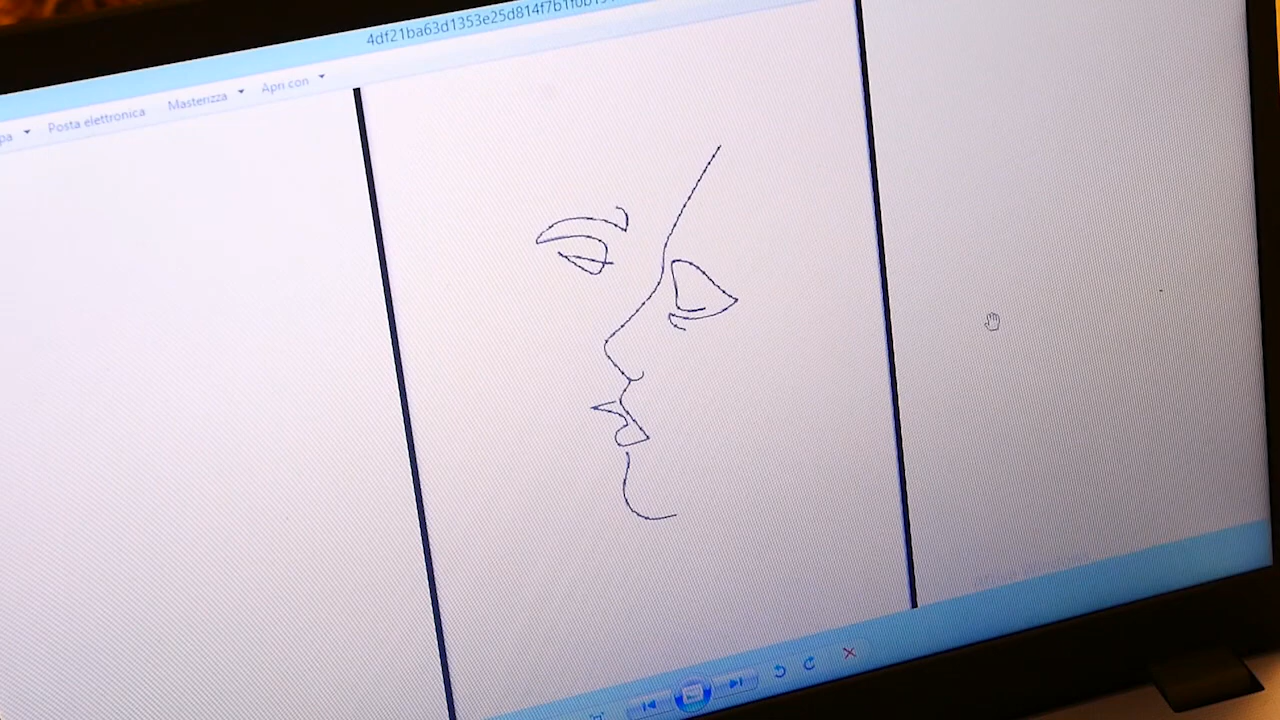 4df21ba63d1353e25d814f7b1f0b
Posta elettronica
Masterizza
Apri con